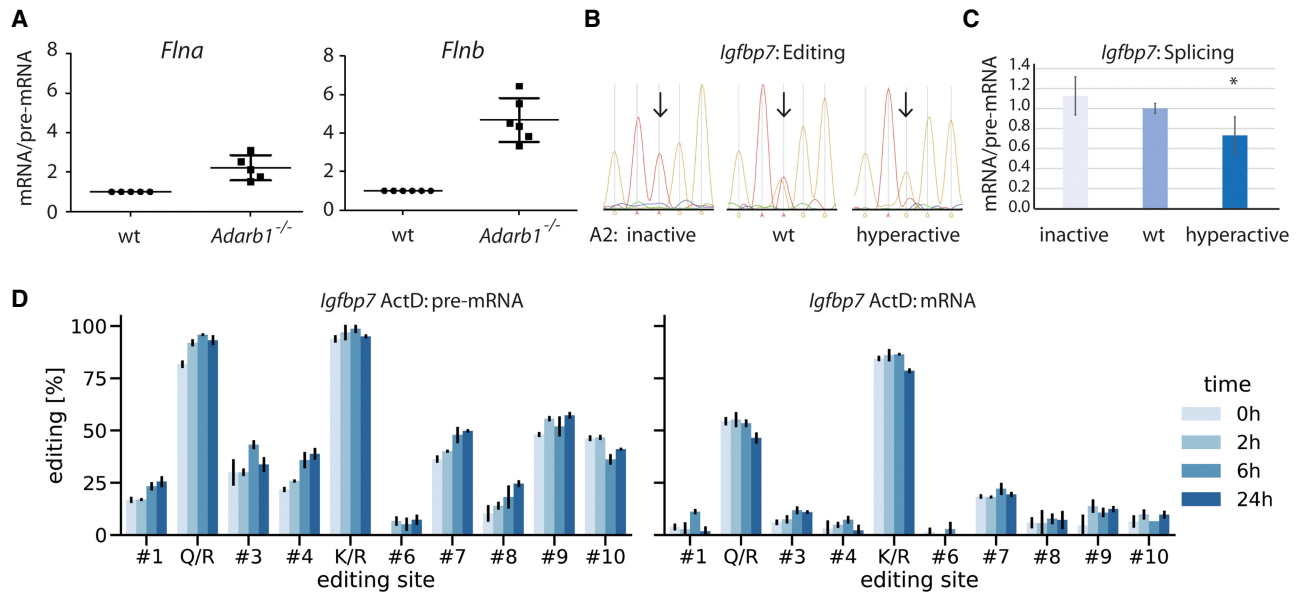 A
Flna
Flnb
mRNA/pre-mRNA
8
6
4
2
0
wt
Adarb1-/-
8
6
4
2
0
wt
Adarb1-/-
B
Igfbp7: Editing
G A A G G
G A A G G
G A G G G
A2: inactive
wt
hyperactive
C
Igfbp7: Splicing
mRNA/pre-mRNA
1.4
1.2
1.0
0.8
0.6
0.4
0.2
0.0
*
inactive
wt
hyperactive
D
Igfbp7 ActD: pre-mRNA
editing [%]
100
75
50
25
0
#1 Q/R #3 #4 K/R #6 #7 #8 #9 #10
editing site
Igfbp7 ActD: mRNA
#1 Q/R #3 #4 K/R #6 #7 #8 #9 #10
editing site
time
0h
2h
6h
24h